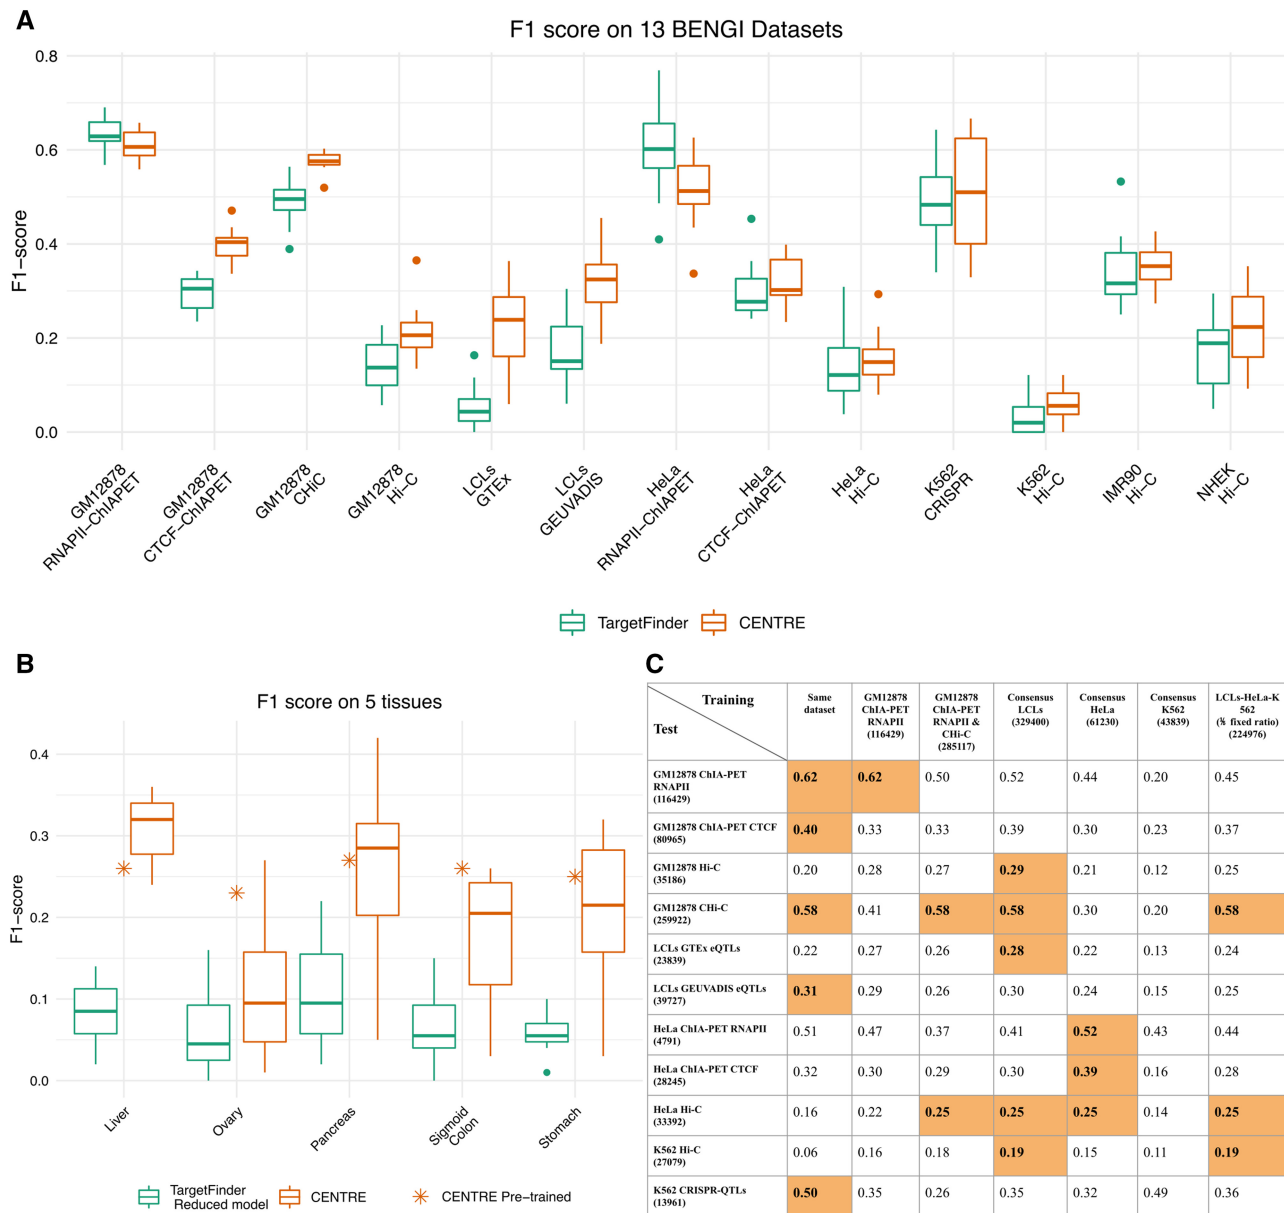 A
F1 score on 13 BENGI Datasets
F1−score
0.8
0.6
0.4
0.2
0.0
GM12878
RNAPII−ChIAPET
GM12878
CTCF−ChIAPET
GM12878
CHiC
GM12878
Hi−C
LCLs
GTEx
LCLs
GEUVADIS
HeLa
RNAPII−ChIAPET
HeLa
CTCF−ChIAPET
HeLa
Hi−C
K562
CRISPR
K562
Hi−C
IMR90
Hi−C
NHEK
Hi−C
TargetFinder CENTRE
B
F1 score on 5 tissues
F1−score
0.4
0.3
0.2
0.1
0.0
Liver
Ovary
Pancreas
Sigmoid
Colon
Stomach
TargetFinder
Reduced model
CENTRE
CENTRE Pre−trained
C
Training
Test
Same
dataset
GM12878
ChIA-PET
RNAPII
(116429)
GM12878
ChIA-PET
RNAPII &
CHi-C
(285117)
Consensus
LCLs
(329400)
Consensus
HeLa
(61230)
Consensus
K562
(43839)
LCLs-HeLa-K
562
(% fixed ratio)
(224976)
GM12878 ChIA-PET
RNAPII
(116429)
0.62 0.62 0.50 0.52 0.44 0.20 0.45
GM12878 ChIA-PET CTCF
(80965)
0.40 0.33 0.33 0.39 0.30 0.23 0.37
GM12878 Hi-C
(35186)
0.20 0.28 0.27 0.29 0.21 0.12 0.25
GM12878 CHi-C
(259922)
0.58 0.41 0.58 0.58 0.30 0.20 0.58
LCLs GTEx eQTLs
(23839)
0.22 0.27 0.26 0.28 0.22 0.13 0.24
LCLs GEUVADIS eQTLs
(39727)
0.31 0.29 0.26 0.30 0.24 0.15 0.25
HeLa ChIA-PET RNAPII
(4791)
0.51 0.47 0.37 0.41 0.52 0.43 0.44
HeLa ChIA-PET CTCF
(28245)
0.32 0.30 0.29 0.30 0.39 0.16 0.28
HeLa Hi-C
(33392)
0.16 0.22 0.25 0.25 0.25 0.14 0.25
K562 Hi-C
(27079)
0.06 0.16 0.18 0.19 0.15 0.11 0.19
K562 CRISPR-QTLs
(13961)
0.50 0.35 0.26 0.35 0.32 0.49 0.36